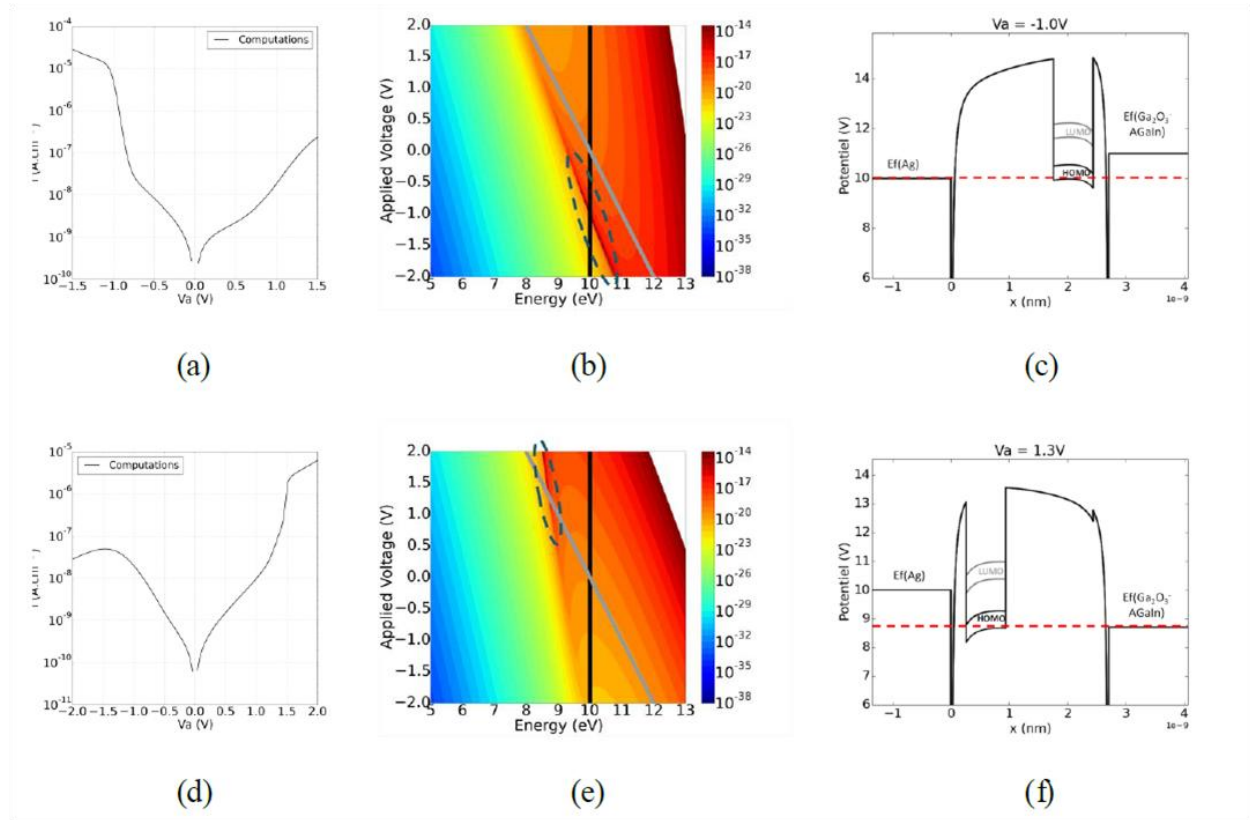 10⁻⁴
10⁻⁵
10⁻⁶
10⁻⁷
10⁻⁸
10⁻⁹
10⁻¹⁰
Computations
−1.5 −1.0 −0.5 0.0 0.5 1.0 1.5
Va (V)
(a)
Applied Voltage (V)
2.0
1.5
1.0
0.5
0.0
−0.5
−1.0
−1.5
−2.0
5 6 7 8 9 10 11 12 13
Energy (eV)
10⁻¹⁴
10⁻¹⁷
10⁻²⁰
10⁻²³
10⁻²⁶
10⁻²⁹
10⁻³²
10⁻³⁵
10⁻³⁸
(b)
Va = -1.0V
Potentiel (V)
14
12
10
8
6
Ef(Ag)
LUMO
HOMO
Ef(Ga₂O₃-
AGaIn)
−1 0 1 2 3 4
1e-9
x (nm)
(c)
10⁻⁵
10⁻⁶
10⁻⁷
10⁻⁸
10⁻⁹
10⁻¹⁰
10⁻¹¹
Computations
−2.0 −1.5 −1.0 −0.5 0.0 0.5 1.0 1.5 2.0
Va (V)
(d)
Applied Voltage (V)
2.0
1.5
1.0
0.5
0.0
−0.5
−1.0
−1.5
−2.0
5 6 7 8 9 10 11 12 13
Energy (eV)
10⁻¹⁴
10⁻¹⁷
10⁻²⁰
10⁻²³
10⁻²⁶
10⁻²⁹
10⁻³²
10⁻³⁵
10⁻³⁸
(e)
Va = 1.3V
Potentiel (V)
14
13
12
11
10
9
8
7
6
Ef(Ag)
LUMO
HOMO
Ef(Ga₂O₃-
AGaIn)
−1 0 1 2 3 4
1e-9
x (nm)
(f)